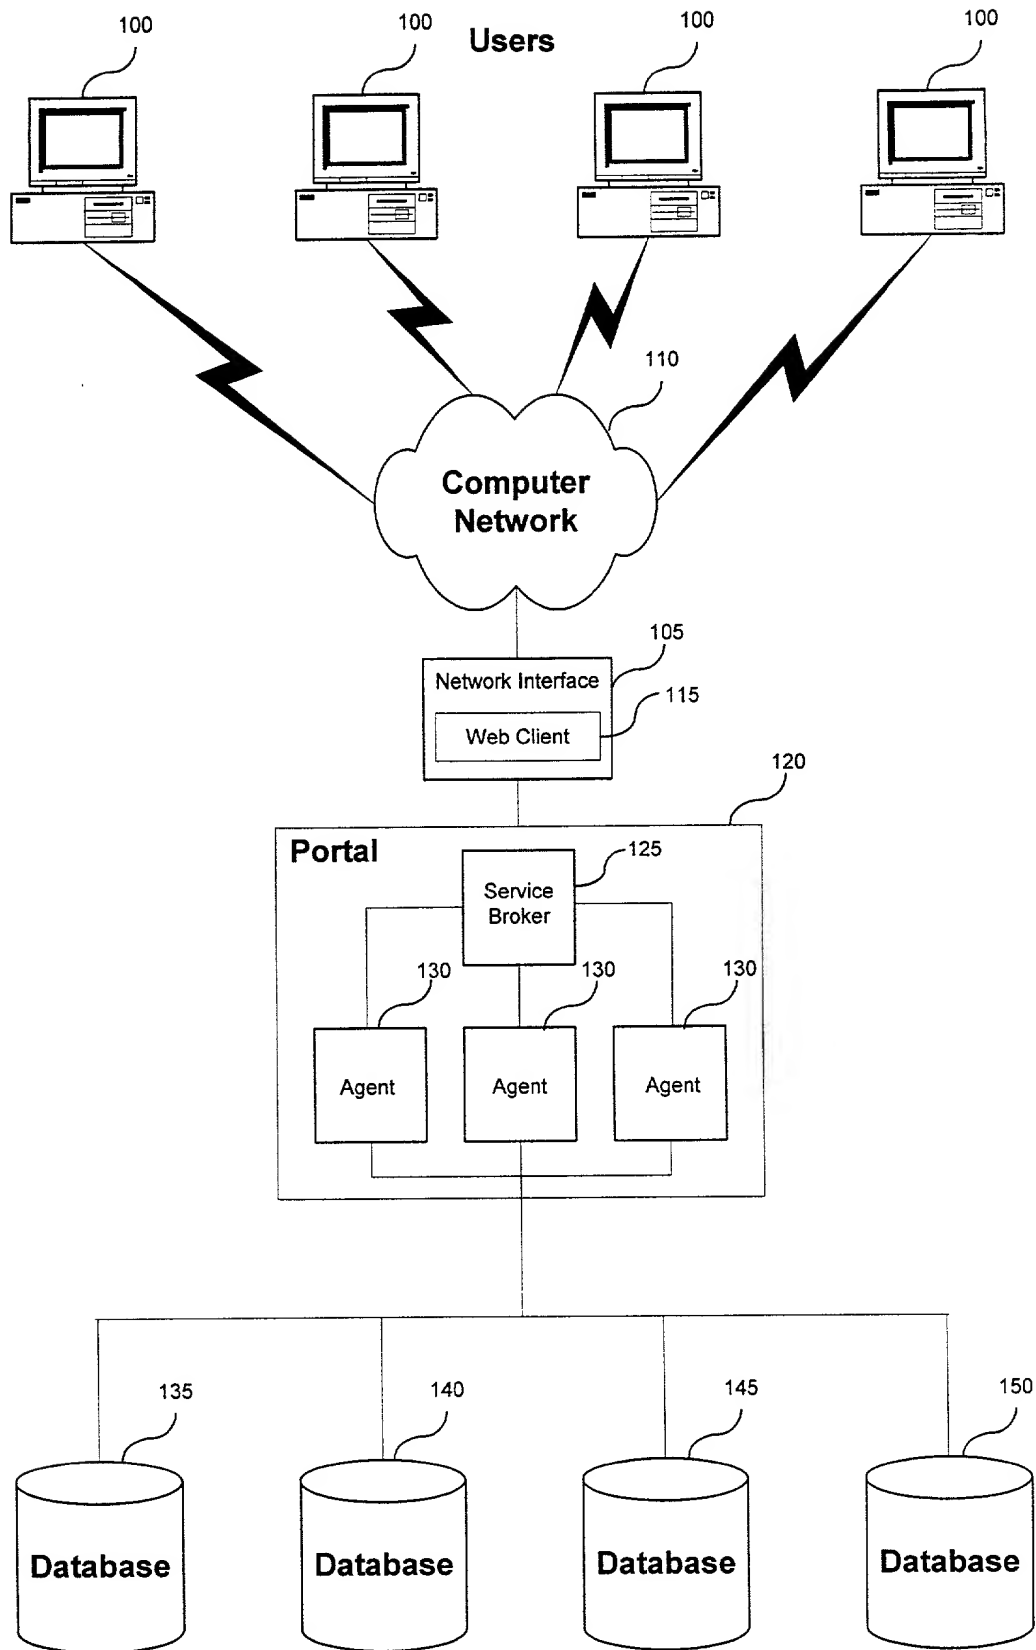 100
100
Users
100
100
110
Computer
Network
105
Network Interface
115
Web Client
120
Portal
125
Service
Broker
130
130
130
Agent
Agent
Agent
135
140
145
150
Database
Database
Database
Database